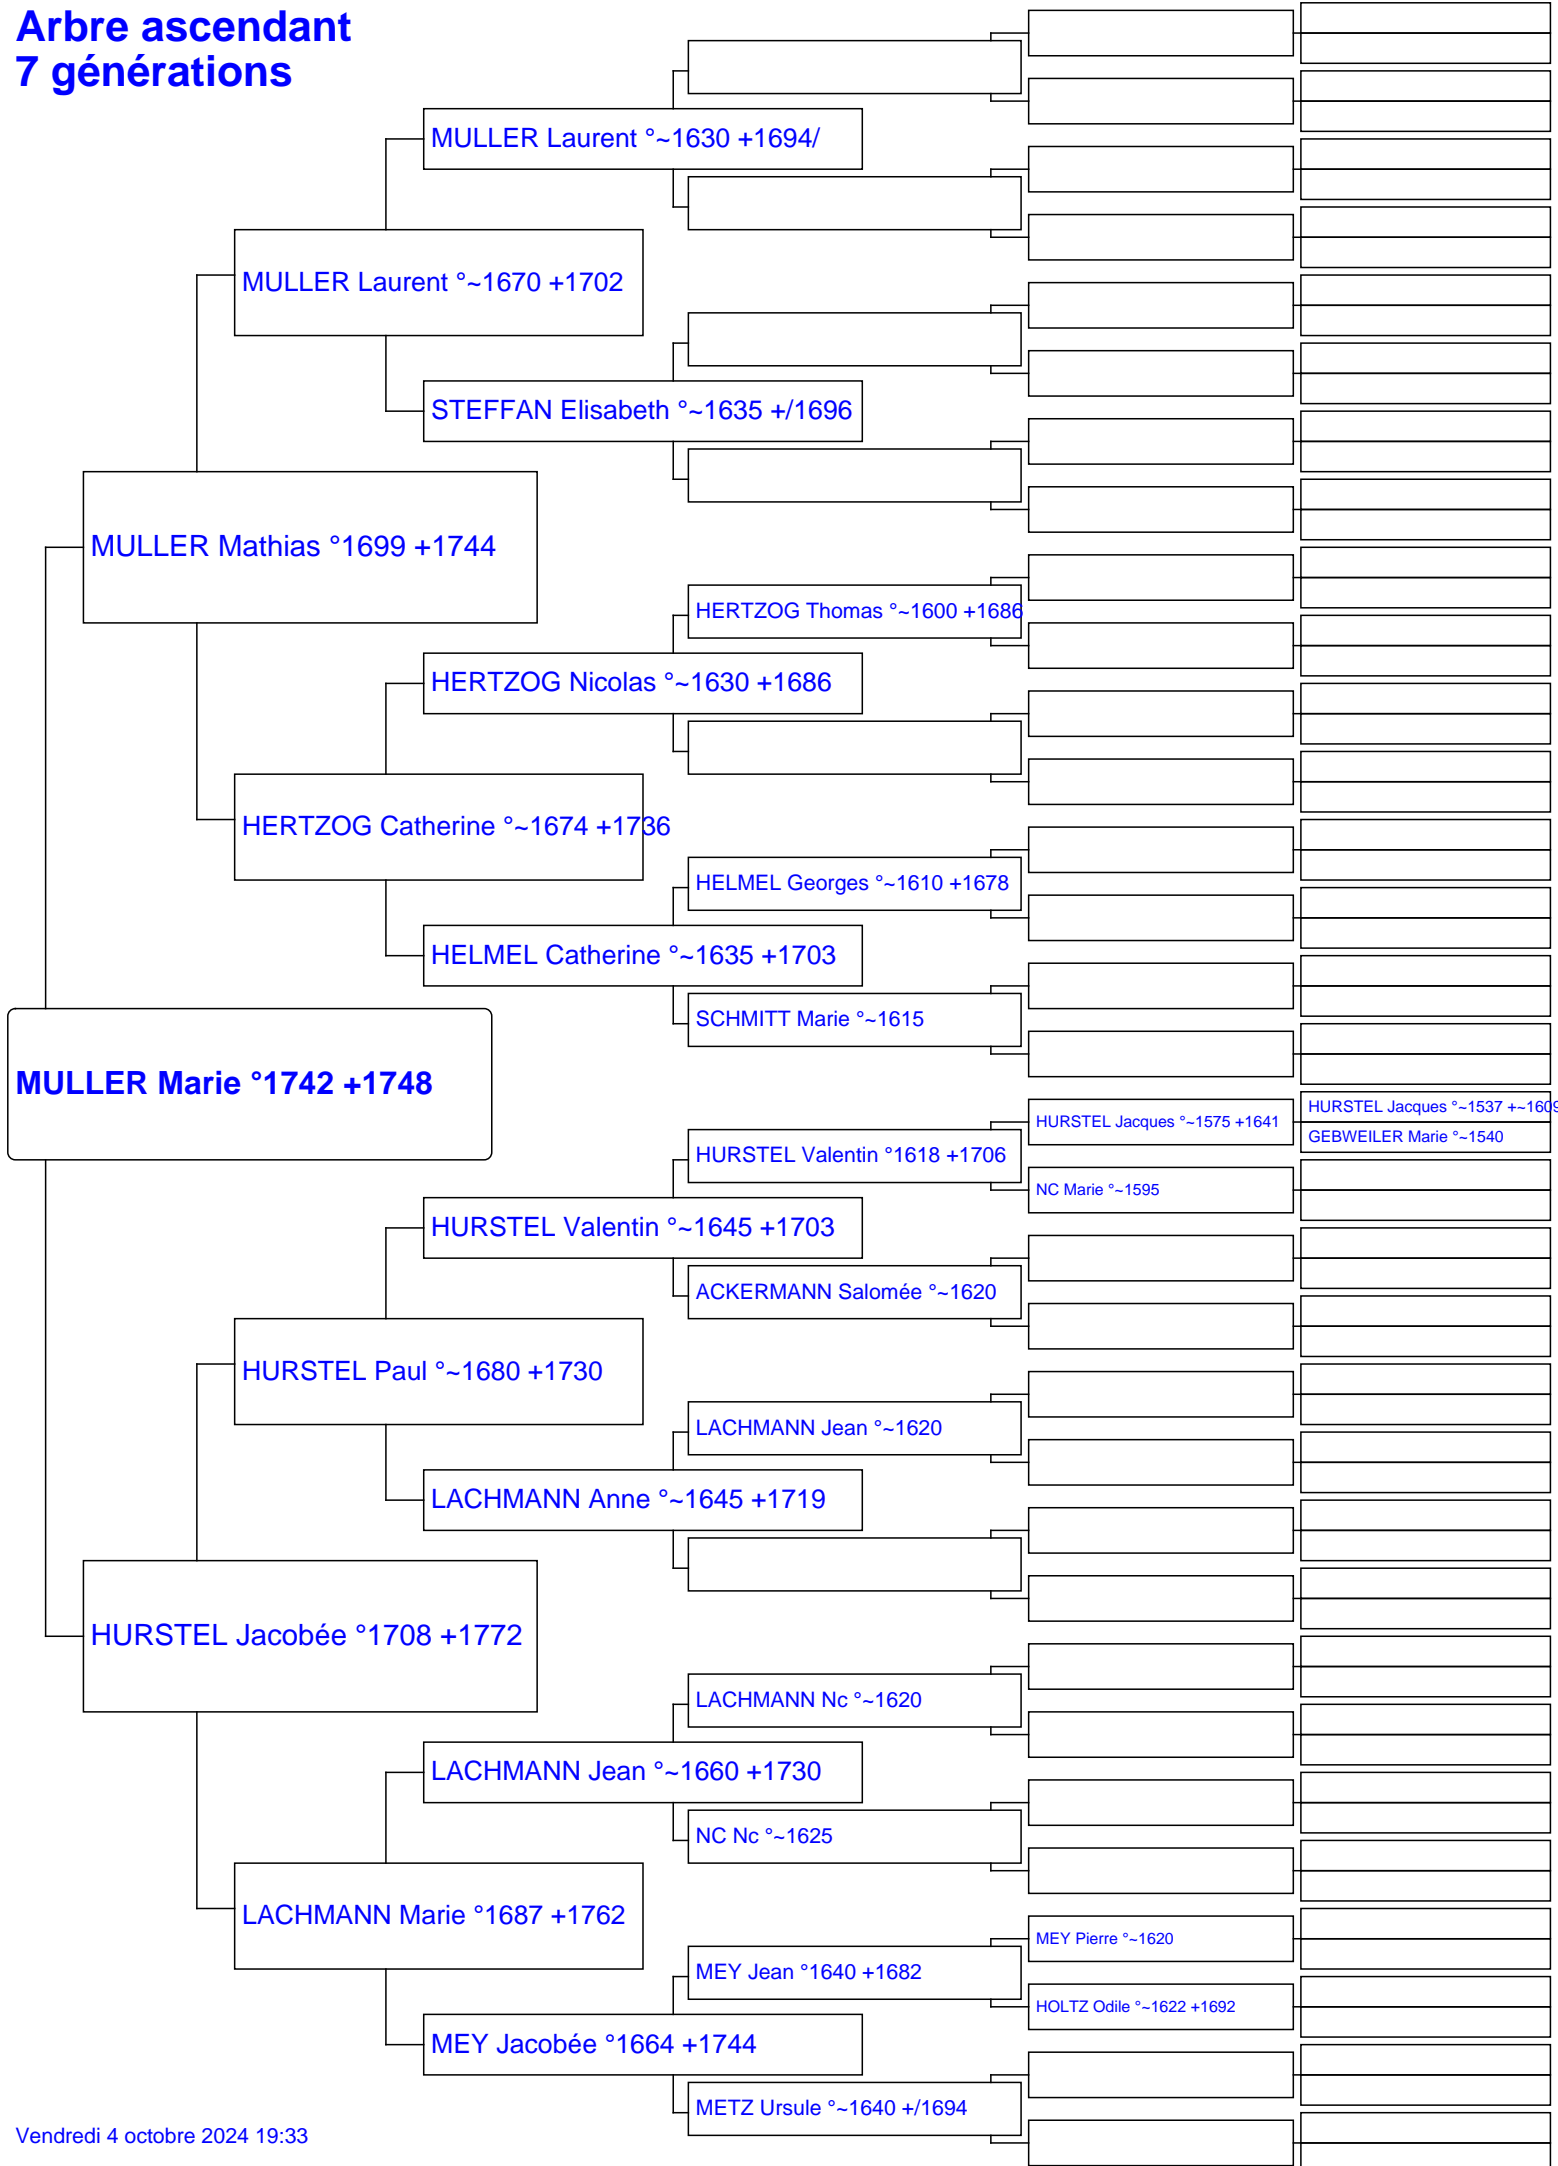 Arbre ascendant
7 générations
MULLER Laurent °~1630 +1694/
MULLER Laurent °~1670 +1702
STEFFAN Elisabeth °~1635 +/1696
MULLER Mathias °1699 +1744
HERTZOG Thomas °~1600 +1686
HERTZOG Nicolas °~1630 +1686
HERTZOG Catherine °~1674 +1736
HELMEL Georges °~1610 +1678
HELMEL Catherine °~1635 +1703
SCHMITT Marie °~1615
MULLER Marie °1742 +1748
HURSTEL Jacques °~1537 +~1609
HURSTEL Jacques °~1575 +1641
GEBWEILER Marie °~1540
HURSTEL Valentin °1618 +1706
NC Marie °~1595
HURSTEL Valentin °~1645 +1703
ACKERMANN Salomée °~1620
HURSTEL Paul °~1680 +1730
LACHMANN Jean °~1620
LACHMANN Anne °~1645 +1719
HURSTEL Jacobée °1708 +1772
LACHMANN Nc °~1620
LACHMANN Jean °~1660 +1730
NC Nc °~1625
LACHMANN Marie °1687 +1762
MEY Pierre °~1620
MEY Jean °1640 +1682
HOLTZ Odile °~1622 +1692
MEY Jacobée °1664 +1744
METZ Ursule °~1640 +/1694
Vendredi 4 octobre 2024 19:33